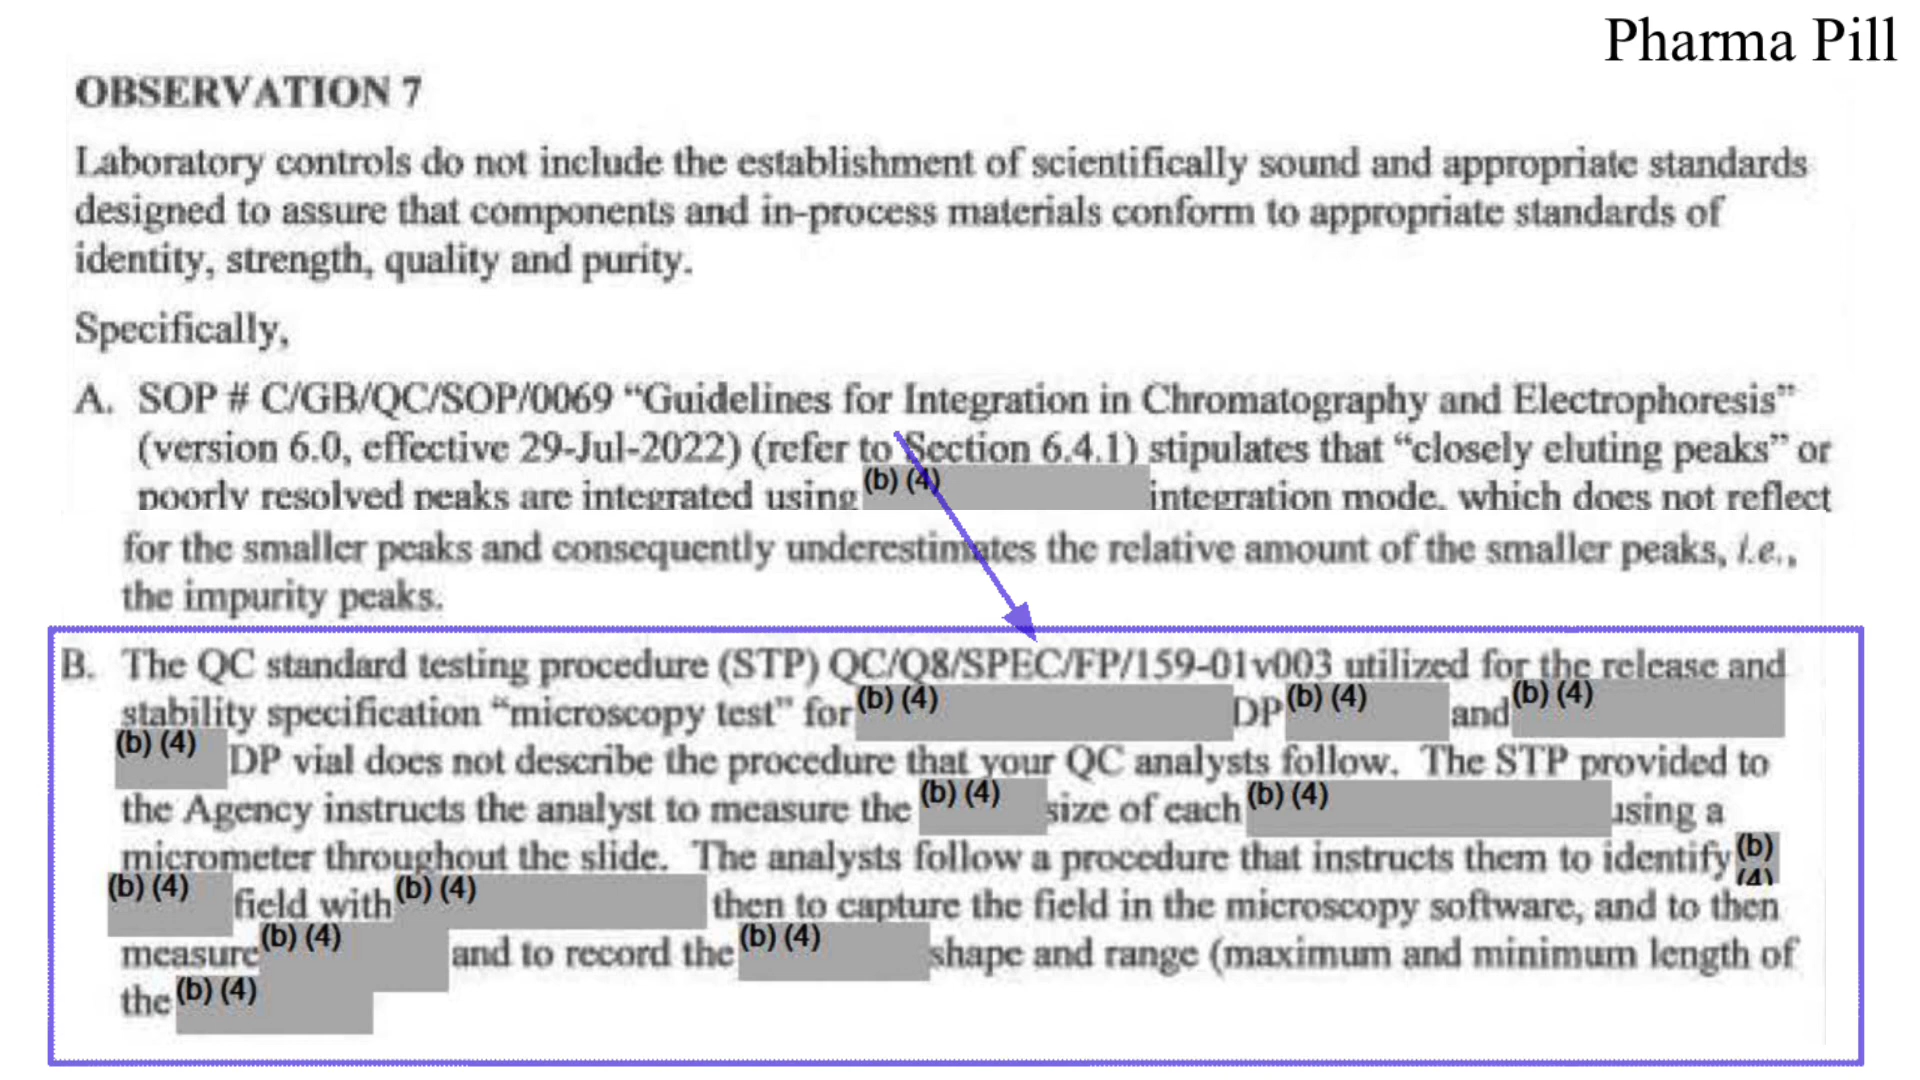 Pharma Pill
OBSERVATION 7
Laboratory controls do not include the establishment of scientifically sound and appropriate standards
designed to assure that components and in-process materials conform to appropriate standards of
identity, strength, quality and purity.
Specifically,
A. SOP # C/GB/QC/SOP/0069 “Guidelines for Integration in Chromatography and Electrophoresis”
(version 6.0, effective 29-Jul-2022) (refer to Section 6.4.1) stipulates that “closely eluting peaks” or
poorly resolved peaks are integrated using (b) (4) integration mode, which does not reflect
for the smaller peaks and consequently underestimates the relative amount of the smaller peaks, i.e.,
the impurity peaks.
B. The QC standard testing procedure (STP) QC/Q8/SPEC/FP/159-01v003 utilized for the release and
stability specification “microscopy test” for (b) (4) DP (b) (4) and (b) (4)
(b) (4) DP vial does not describe the procedure that your QC analysts follow. The STP provided to
the Agency instructs the analyst to measure the (b) (4) size of each (b) (4) using a
micrometer throughout the slide. The analysts follow a procedure that instructs them to identify (b) (4)
(b) (4) field with (b) (4) then to capture the field in the microscopy software, and to then
measure (b) (4) and to record the (b) (4) shape and range (maximum and minimum length of
the (b) (4)